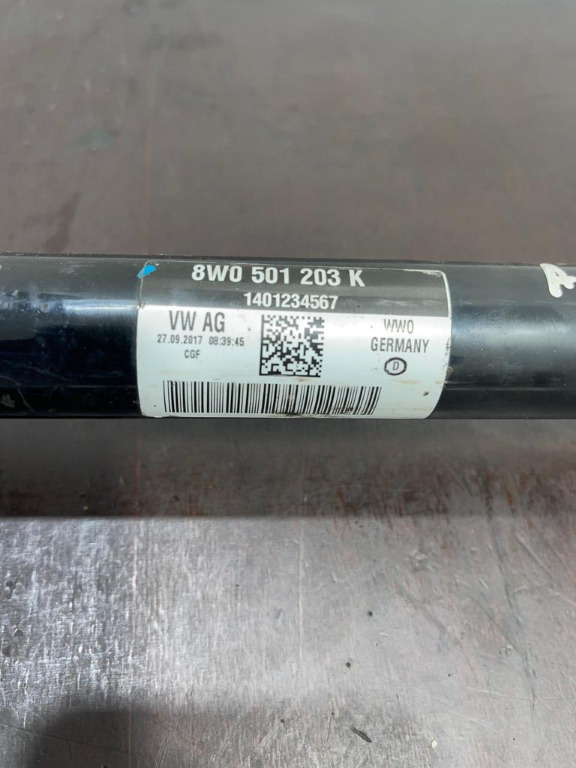 8W0 501 203 K
1401234567
VW AG
27.09.2017 08:39:45
CGF
WWO
GERMANY
D